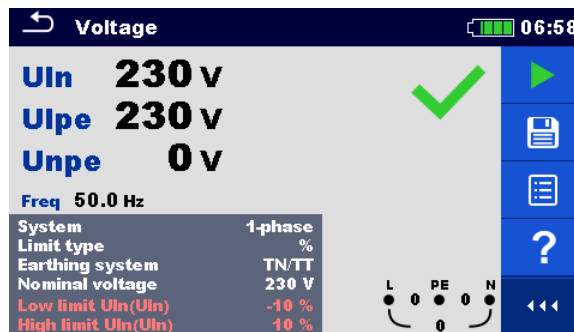 Voltage 06:58
Uln 230 V
Ulpe 230 V
Unpe 0 V
Freq 50.0 Hz
System 1-phase
Limit type %
Earthing system TN/TT
Nominal voltage 230 V
Low limit Uln(Uln) -10 %
High limit Uln(Uln) 10 %
?
L PE N
0 0
0